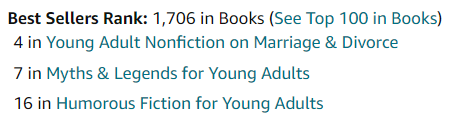 Best Sellers Rank: 1,706 in Books (See Top 100 in Books)
4 in Young Adult Nonfiction on Marriage & Divorce
7 in Myths & Legends for Young Adults
16 in Humorous Fiction for Young Adults